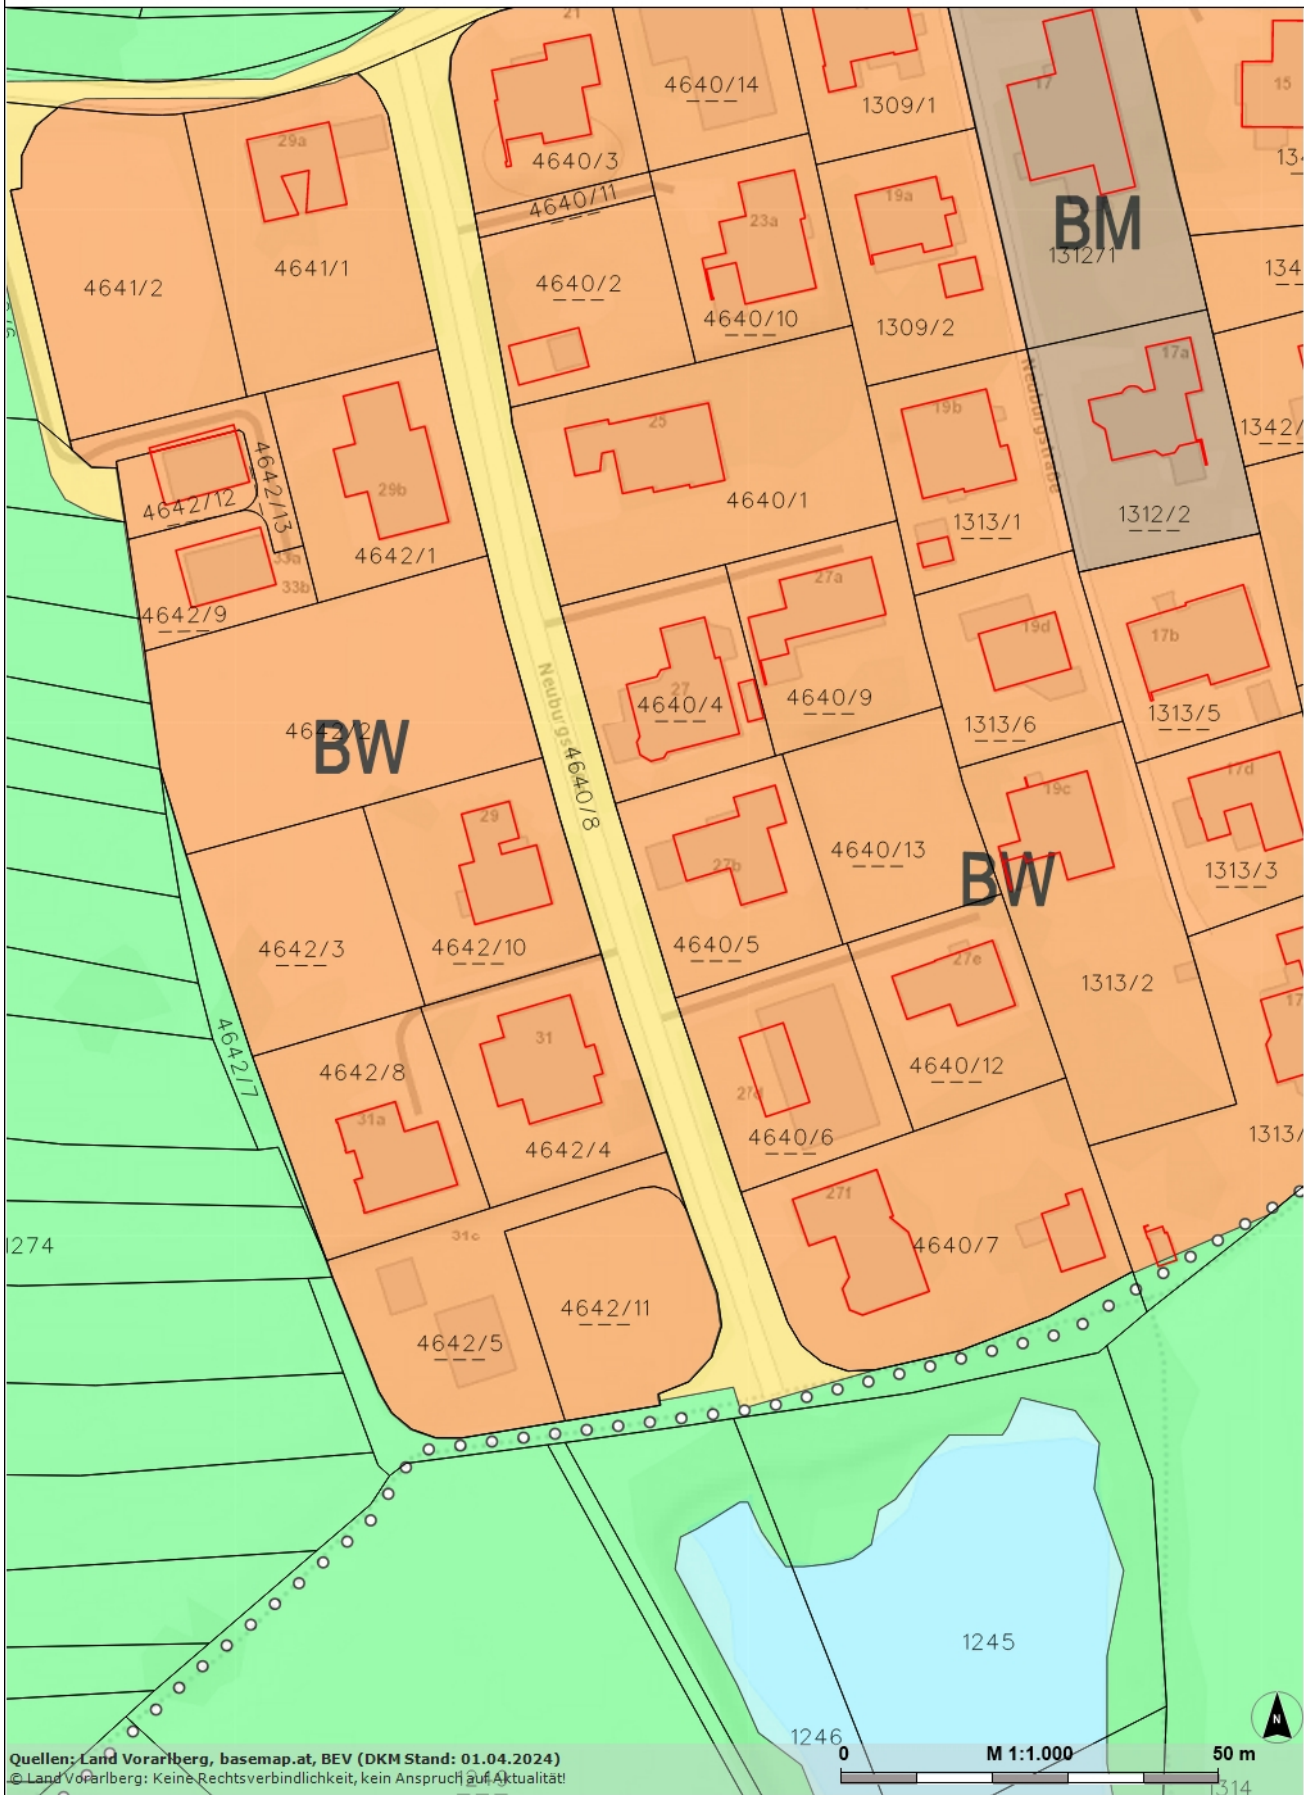 21
4640/14
17
15
1309/1
29a
4640/3
134
4640/11
19a
23a
BM
1312/1
4641/1
4641/2
4640/2
134
4640/10
1309/2
17a
Neuburgstraße
19b
25
1342/
29b
4642/12
4642/13
4640/1
1312/2
1313/1
4642/1
33a
33b
27a
4642/9
19d
17b
Neuburgs
27
4640/4
4640/9
1313/5
1313/6
4642/2
BW
4640/8
17d
19c
29
27b
4640/13
1313/3
BW
4642/3
4642/10
4640/5
27e
1313/2
17
4642/7
31
4642/8
4640/12
27d
31a
4640/6
4642/4
1313/
27f
31c
1274
4640/7
4642/11
4642/5
1245
1246
N
Quellen: Land Vorarlberg, basemap.at, BEV (DKM Stand: 01.04.2024)
© Land Vorarlberg: Keine Rechtsverbindlichkeit, kein Anspruch auf Aktualität!
0 M 1:1.000 50 m
1314